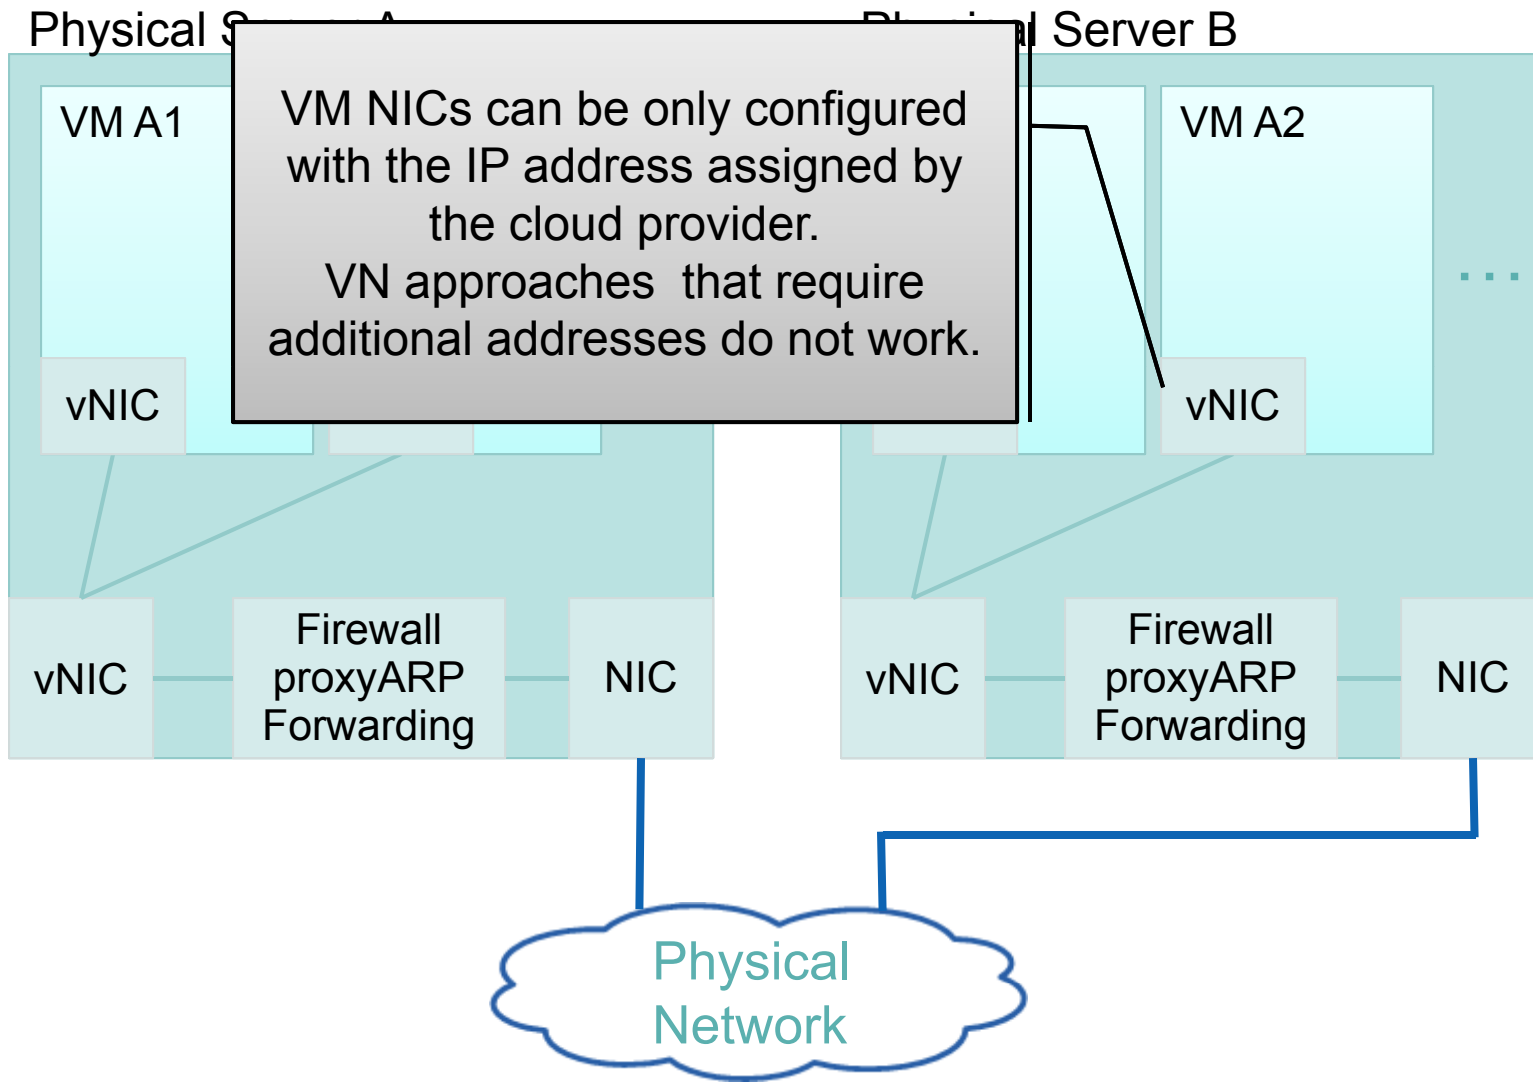 Physical Server A
Physical Server B
VM A1
VM NICs can be only configured
with the IP address assigned by
the cloud provider.
VN approaches  that require
additional addresses do not work.
VM A2
...
vNIC
vNIC
vNIC
Firewall
proxyARP
Forwarding
NIC
vNIC
Firewall
proxyARP
Forwarding
NIC
Physical
Network